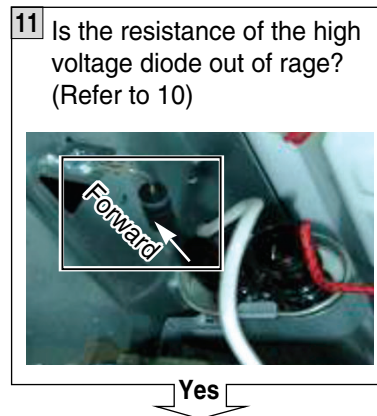 11 Is the resistance of the high
voltage diode out of rage?
(Refer to 10)
Forward
Yes